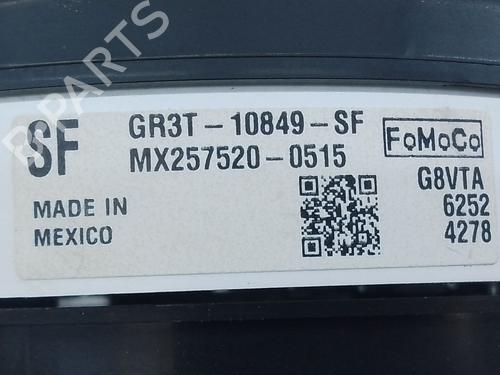 SF
GR3T-10849-SF
MX257520-0515
FoMoCo
G8VTA
6252
4278
MADE IN
MEXICO
B-PARTS